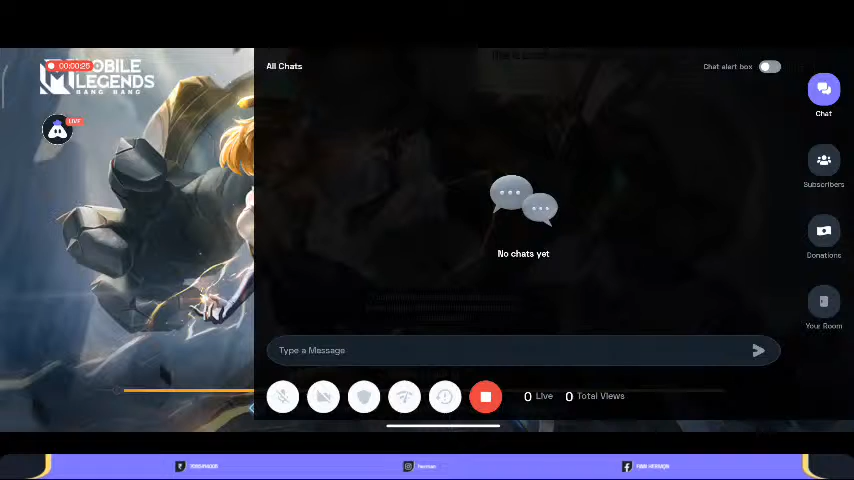 All Chats
Chat alert box
00:00:25
MOBILE
LEGENDS
BANG BANG
LIVE
Chat
Subscribers
Donations
Your Room
No chats yet
Type a Message
0 Live 0 Total Views